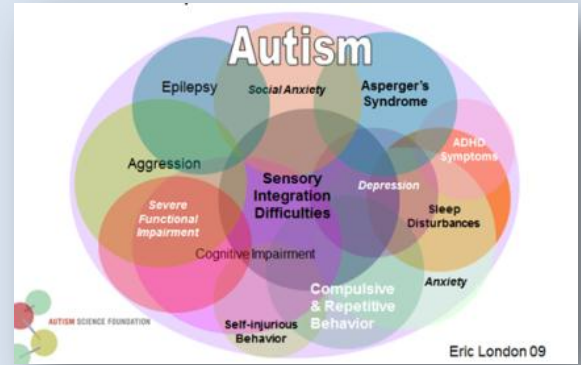 Autism
Epilepsy
Social Anxiety
Asperger's
Syndrome
ADHD
Symptoms
Aggression
Sensory
Integration
Difficulties
Depression
Severe
Functional
Impairment
Sleep
Disturbances
Cognitive Impairment
Compulsive
& Repetitive
Behavior
Anxiety
Self-injurious
Behavior
AUTISM SCIENCE FOUNDATION
Eric London 09